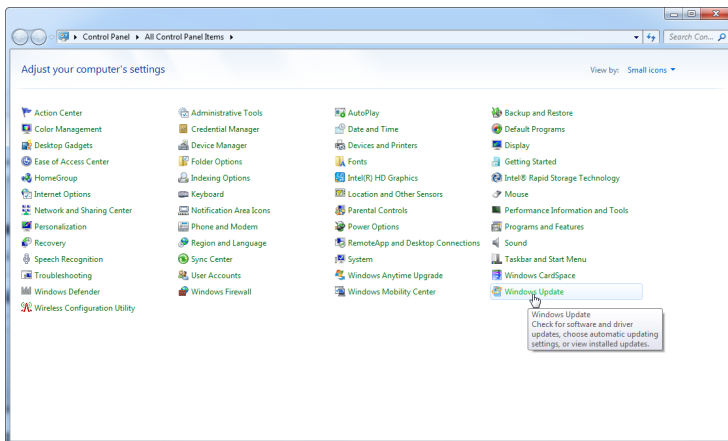 Control Panel ▸ All Control Panel Items ▸
Search Con...
Adjust your computer's settings
View by: Small icons
Action Center
Administrative Tools
AutoPlay
Backup and Restore
Color Management
Credential Manager
Date and Time
Default Programs
Desktop Gadgets
Device Manager
Devices and Printers
Display
Ease of Access Center
Folder Options
Fonts
Getting Started
HomeGroup
Indexing Options
Intel(R) HD Graphics
Intel® Rapid Storage Technology
Internet Options
Keyboard
Location and Other Sensors
Mouse
Network and Sharing Center
Notification Area Icons
Parental Controls
Performance Information and Tools
Personalization
Phone and Modem
Power Options
Programs and Features
Recovery
Region and Language
RemoteApp and Desktop Connections
Sound
Speech Recognition
Sync Center
System
Taskbar and Start Menu
Troubleshooting
User Accounts
Windows Anytime Upgrade
Windows CardSpace
Windows Defender
Windows Firewall
Windows Mobility Center
Windows Update
Wireless Configuration Utility
Windows Update
Check for software and driver
updates, choose automatic updating
settings, or view installed updates.